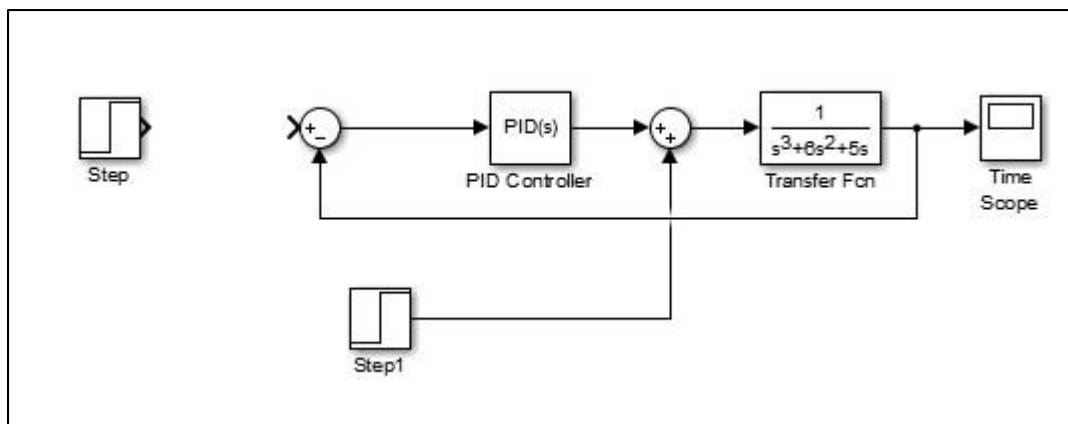 Step
+
−
PID(s)
PID Controller
+
+
1
s³+6s²+5s
Transfer Fcn
Time
Scope
Step1